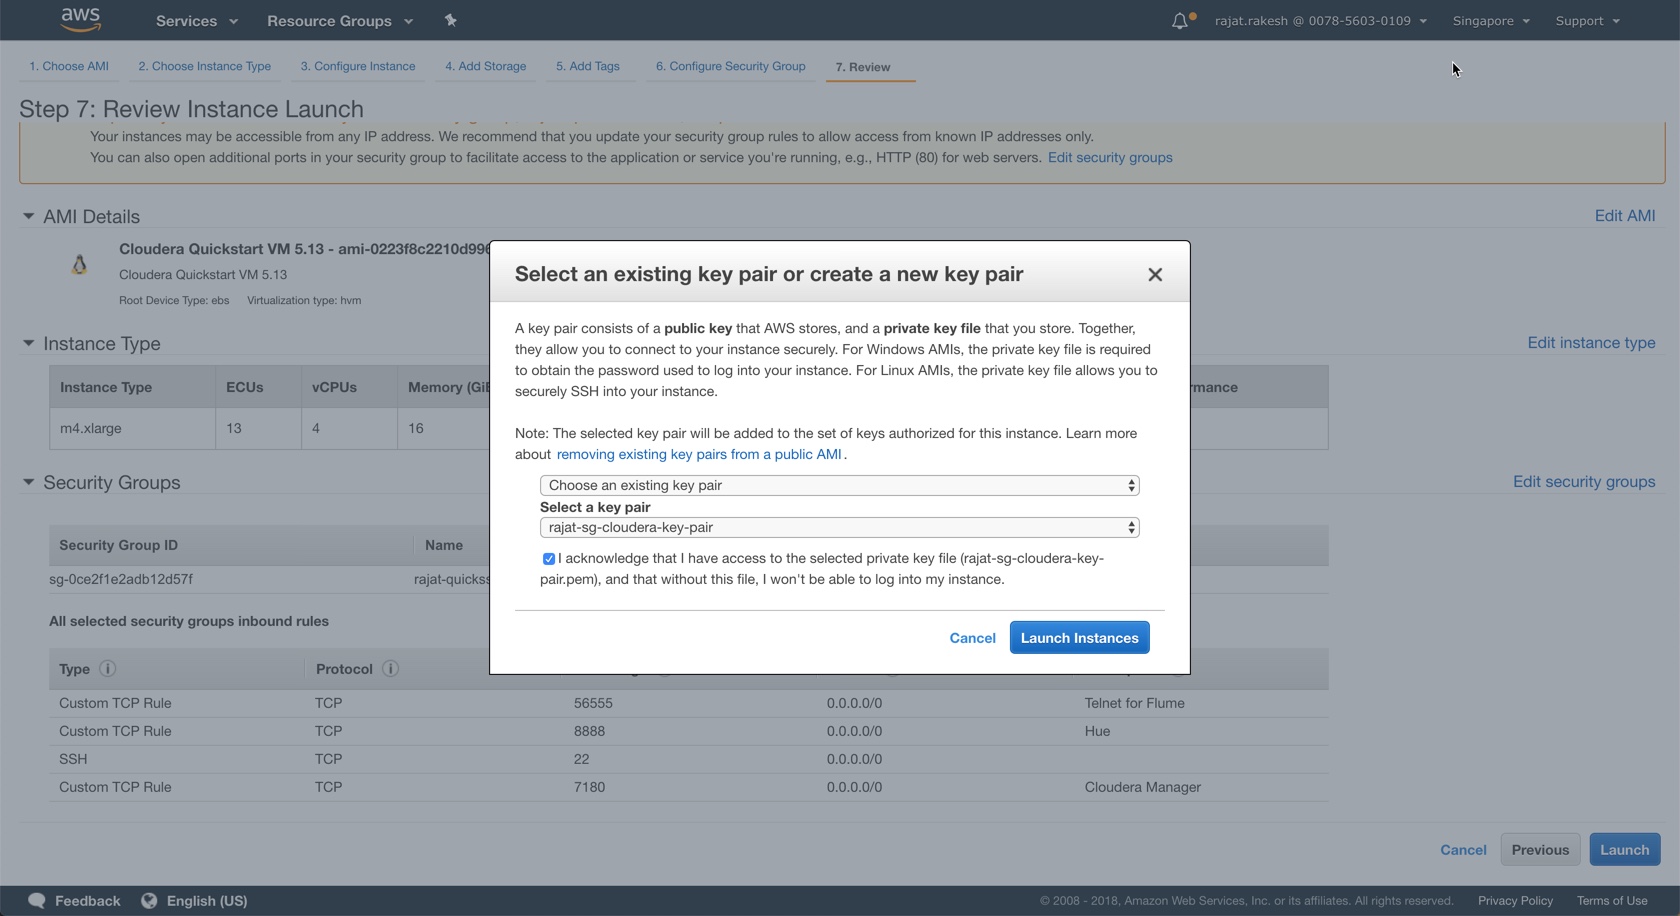 aws Services Resource Groups rajat.rakesh @ 0078-5603-0109 Singapore Support
1. Choose AMI 2. Choose Instance Type 3. Configure Instance 4. Add Storage 5. Add Tags 6. Configure Security Group 7. Review
Step 7: Review Instance Launch
Your instances may be accessible from any IP address. We recommend that you update your security group rules to allow access from known IP addresses only.
You can also open additional ports in your security group to facilitate access to the application or service you're running, e.g., HTTP (80) for web servers. Edit security groups
AMI Details Edit AMI
Cloudera Quickstart VM 5.13 - ami-0223f8c2210d996
Cloudera Quickstart VM 5.13
Root Device Type: ebs Virtualization type: hvm
Instance Type Edit instance type
Instance Type ECUs vCPUs Memory (GiB rmance
m4.xlarge 13 4 16
Security Groups Edit security groups
Security Group ID Name
sg-0ce2f1e2adb12d57f rajat-quickss
All selected security groups inbound rules
Type Protocol
Custom TCP Rule TCP 56555 0.0.0.0/0 Telnet for Flume
Custom TCP Rule TCP 8888 0.0.0.0/0 Hue
SSH TCP 22 0.0.0.0/0
Custom TCP Rule TCP 7180 0.0.0.0/0 Cloudera Manager
Select an existing key pair or create a new key pair
A key pair consists of a public key that AWS stores, and a private key file that you store. Together,
they allow you to connect to your instance securely. For Windows AMIs, the private key file is required
to obtain the password used to log into your instance. For Linux AMIs, the private key file allows you to
securely SSH into your instance.
Note: The selected key pair will be added to the set of keys authorized for this instance. Learn more
about removing existing key pairs from a public AMI .
Choose an existing key pair
Select a key pair
rajat-sg-cloudera-key-pair
I acknowledge that I have access to the selected private key file (rajat-sg-cloudera-key-
pair.pem), and that without this file, I won't be able to log into my instance.
Cancel Launch Instances
Cancel Previous Launch
Feedback English (US) © 2008 - 2018, Amazon Web Services, Inc. or its affiliates. All rights reserved. Privacy Policy Terms of Use